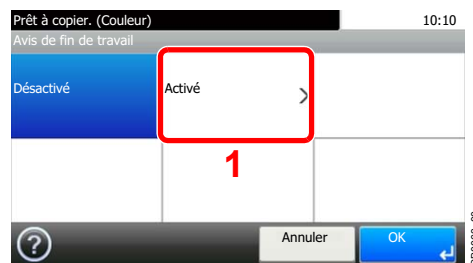 Prêt à copier. (Couleur) 10:10
Avis de fin de travail
Désactivé Activé >
1
? Annuler OK